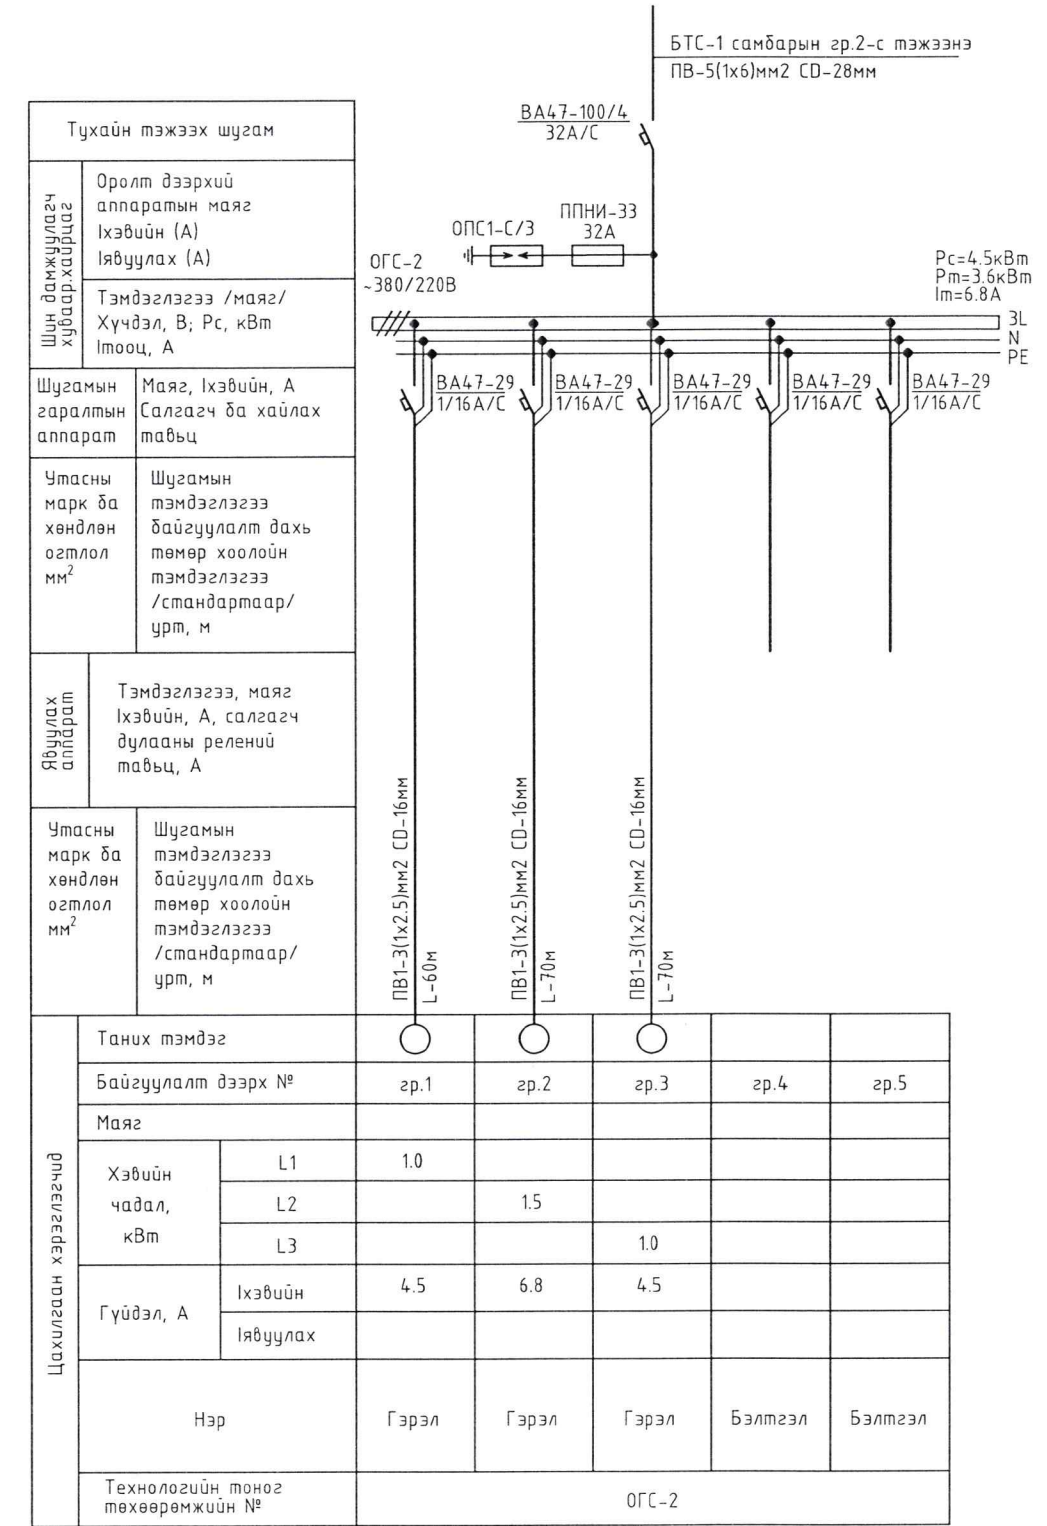 БТС-1 самбарын гр.2-с тэжээнэ
ПВ-5(1х6)мм2 CD-28мм
ВА47-100/4
32А/С
ОПС1-С/3
ППНИ-33
32А
ОГС-2
~380/220В
Рс=4.5кВт
Рт=3.6кВт
Iт=6.8А
3L
N
PE
ВА47-29
1/16А/С
ВА47-29
1/16А/С
ВА47-29
1/16А/С
ВА47-29
1/16А/С
ВА47-29
1/16А/С
Тухайн тэжээх шугам
Шин дамжуулагч
хуваар.хайрцаг
Оролт дээрхий
аппаратын маяг
Iхэвийн (А)
Iявуулах (А)
Тэмдэглэгээ /маяг/
Хүчдэл, В; Рс, кВт
Iтооц, А
Шугамын
гаралтын
аппарат
Маяг, Iхэвийн, А
Салгагч ба хайлах
тавьц
Утасны
марк ба
хөндлөн
огтлол
мм²
Шугамын
тэмдэглэгээ
байгуулалт дахь
төмөр хоолойн
тэмдэглэгээ
/стандартаар/
урт, м
Явуулах
аппарат
Тэмдэглэгээ, маяг
Iхэвийн, А, салгагч
дулааны релений
тавьц, А
Утасны
марк ба
хөндлөн
огтлол
мм²
Шугамын
тэмдэглэгээ
байгуулалт дахь
төмөр хоолойн
тэмдэглэгээ
/стандартаар/
урт, м
ПВ1-3(1х2.5)мм2 CD-16мм
L-60м
ПВ1-3(1х2.5)мм2 CD-16мм
L-70м
ПВ1-3(1х2.5)мм2 CD-16мм
L-70м
Цахилгаан хэрэглэгчид
Таних тэмдэг
Байгуулалт дээрх № гр.1 гр.2 гр.3 гр.4 гр.5
Маяг
Хэвийн
чадал,
кВт
L1 1.0
L2 1.5
L3 1.0
Гүйдэл, А
Iхэвийн 4.5 6.8 4.5
Iявуулах
Нэр Гэрэл Гэрэл Гэрэл Бэлтгэл Бэлтгэл
Технологийн тоног
төхөөрөмжийн №
ОГС-2